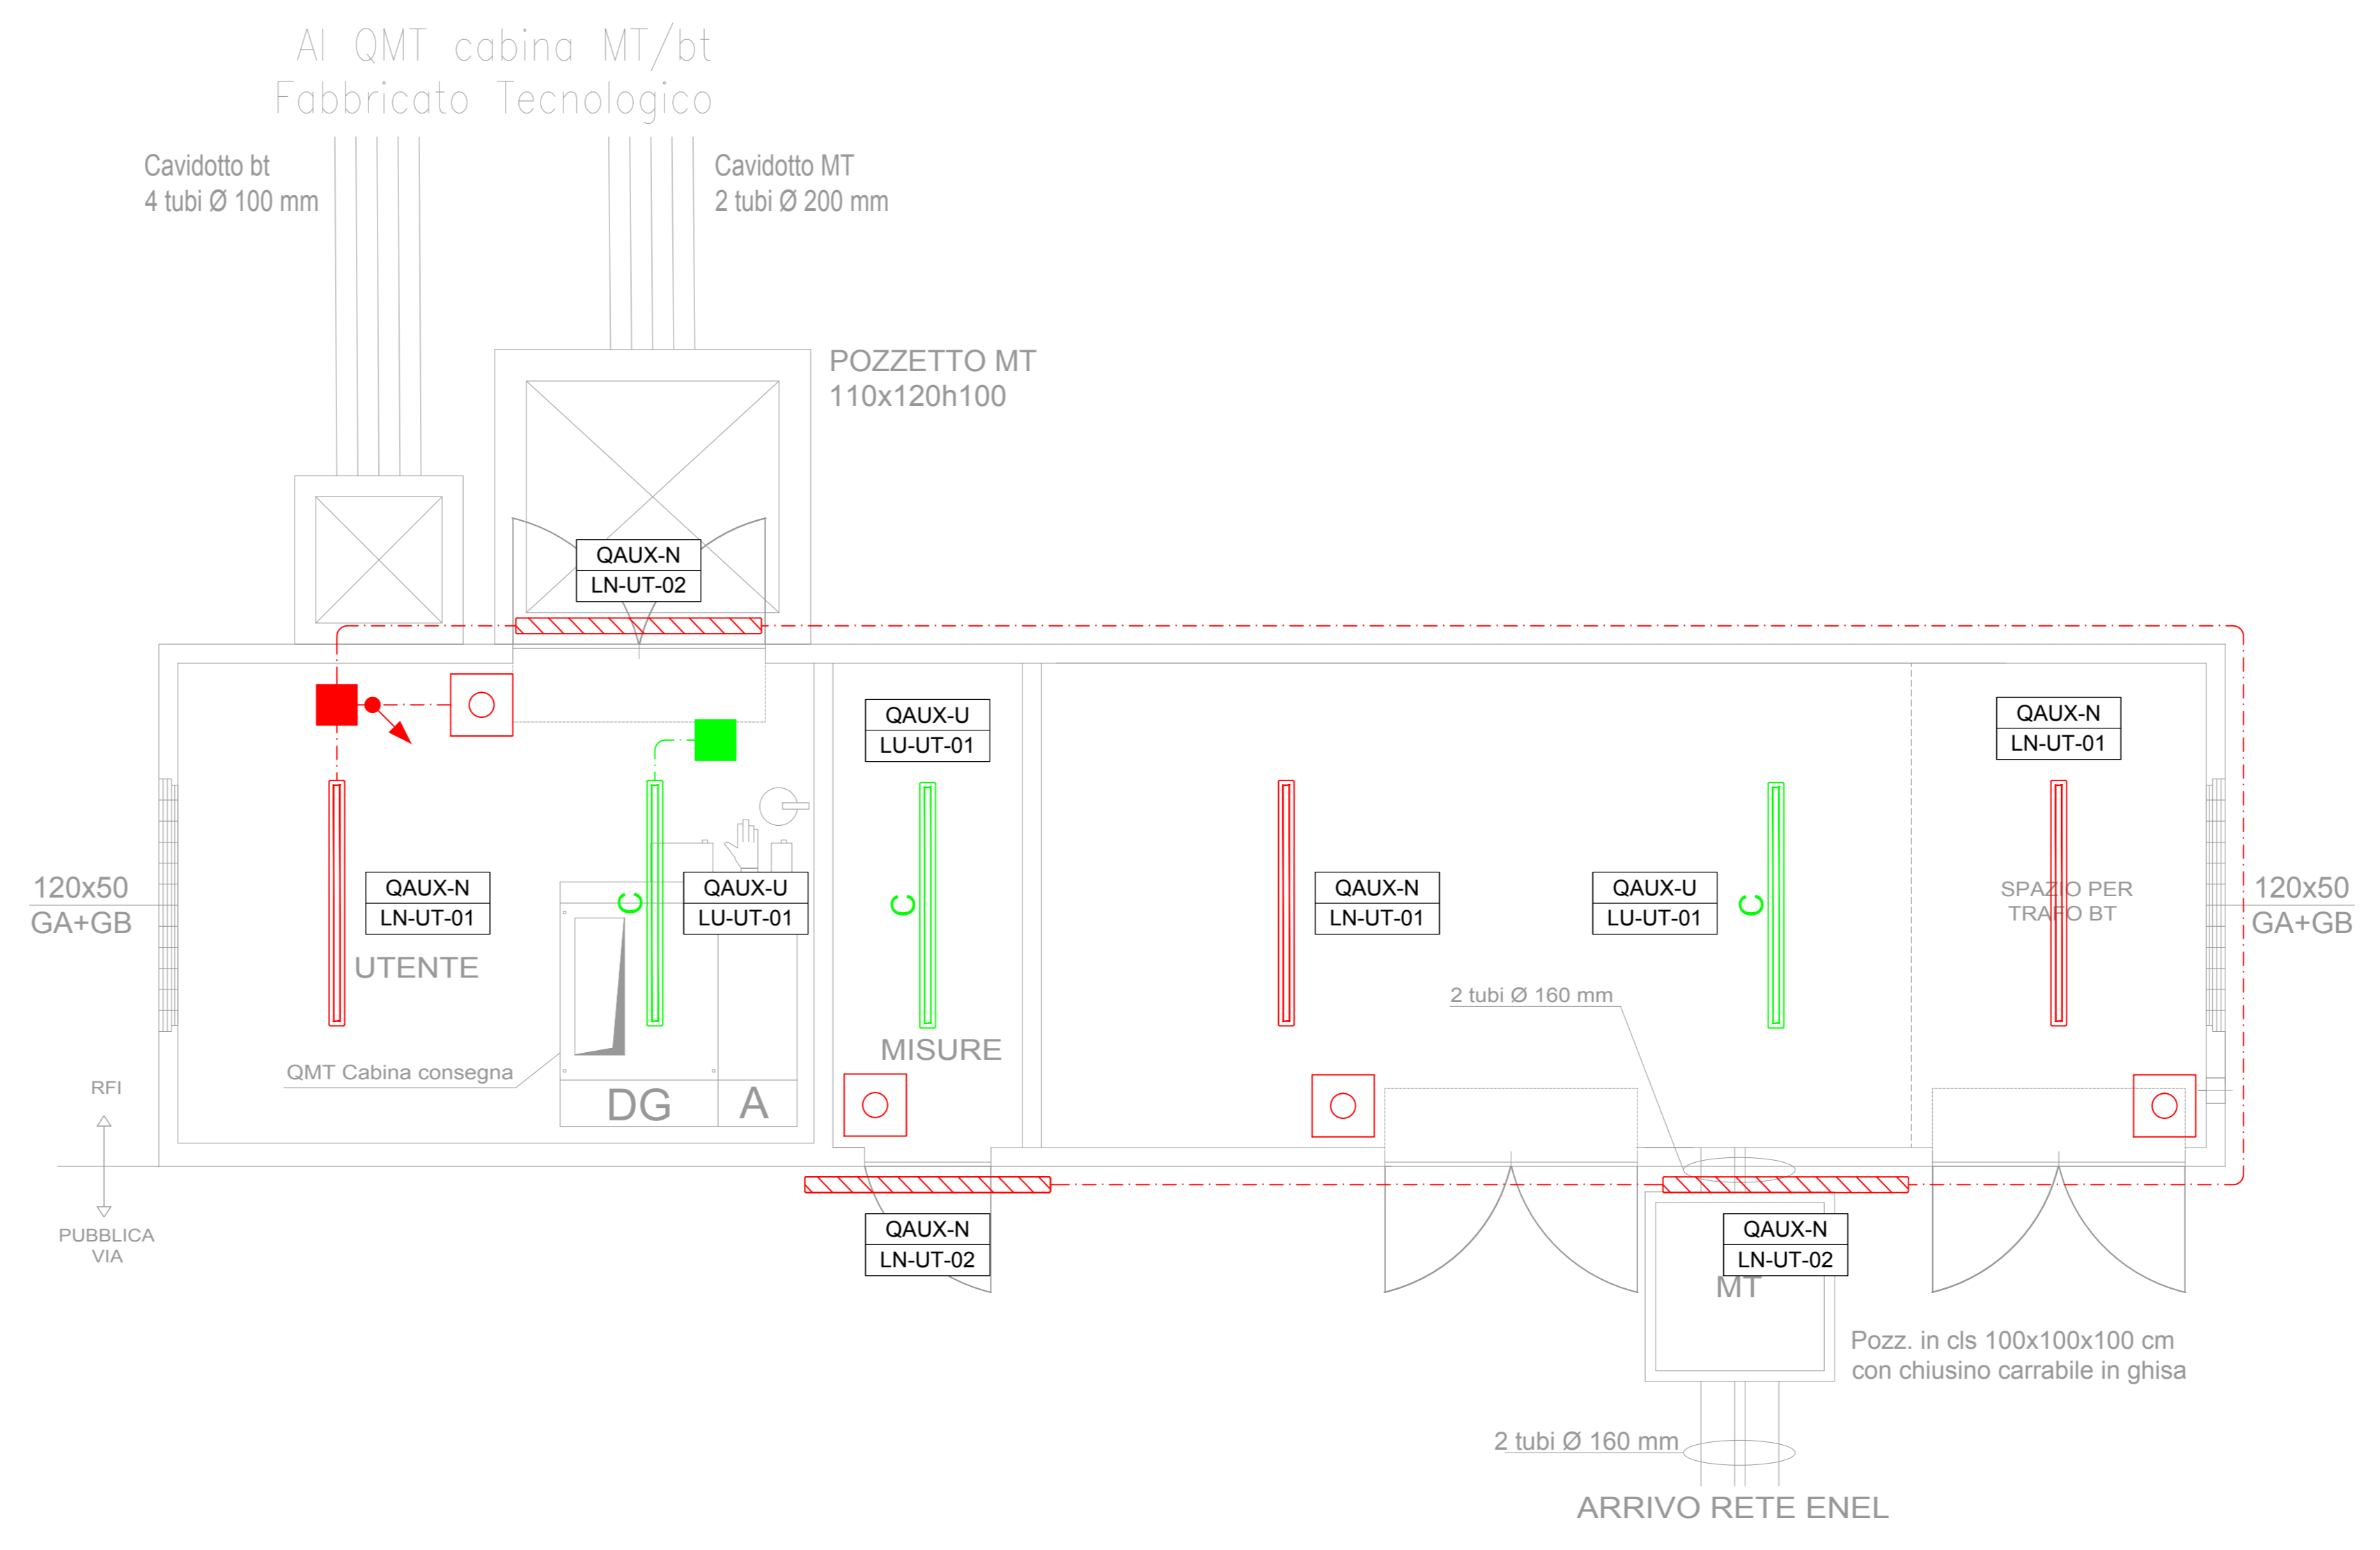 Al QMT cabina MT/bt
Fabbricato Tecnologico
Cavidotto bt
4 tubi Ø 100 mm
Cavidotto MT
2 tubi Ø 200 mm
POZZETTO MT
110x120h100
QAUX-N
LN-UT-02
QAUX-U
LU-UT-01
QAUX-N
LN-UT-01
120x50
GA+GB
QAUX-N
LN-UT-01
C
QAUX-U
LU-UT-01
C
QAUX-N
LN-UT-01
QAUX-U
LU-UT-01
C
SPAZIO PER
TRAFO BT
120x50
GA+GB
UTENTE
2 tubi Ø 160 mm
MISURE
QMT Cabina consegna
RFI
DG
A
PUBBLICA
VIA
QAUX-N
LN-UT-02
QAUX-N
LN-UT-02
MT
Pozz. in cls 100x100x100 cm
con chiusino carrabile in ghisa
2 tubi Ø 160 mm
ARRIVO RETE ENEL